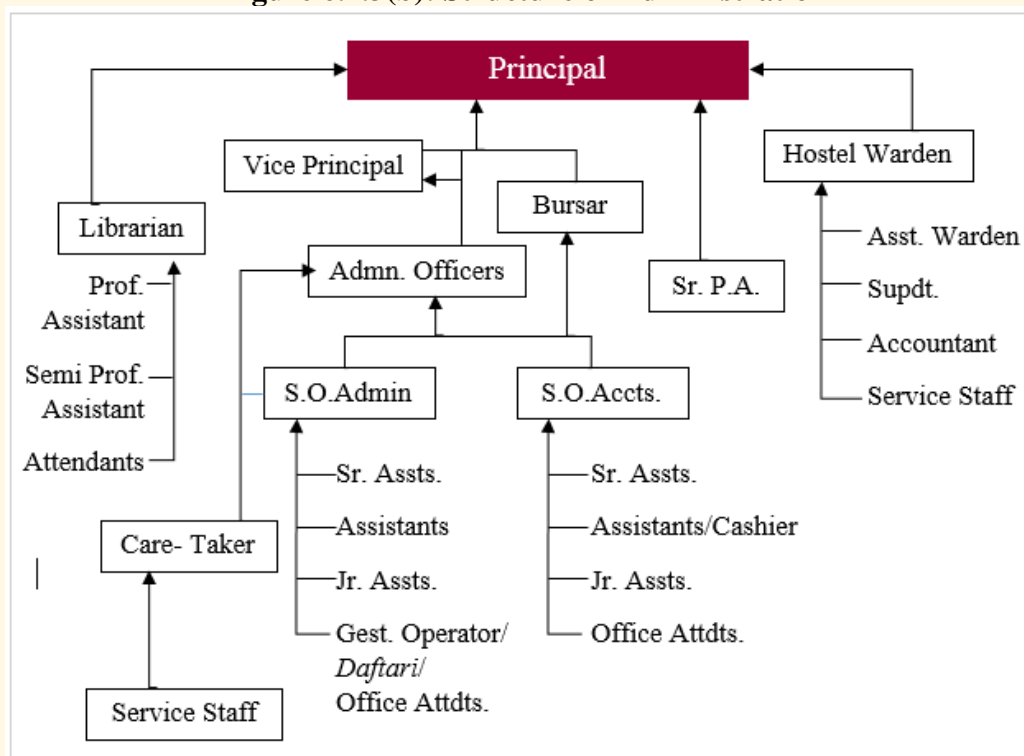 Principal
Vice Principal
Hostel Warden
Bursar
Librarian
Admn. Officers
Sr. P.A.
Asst. Warden
Supdt.
Accountant
Service Staff
Prof.
Assistant
Semi Prof.
Assistant
Attendants
S.O.Admin
S.O.Accts.
Sr. Assts.
Assistants
Jr. Assts.
Gest. Operator/
Daftari/
Office Attdts.
Sr. Assts.
Assistants/Cashier
Jr. Assts.
Office Attdts.
Care- Taker
Service Staff